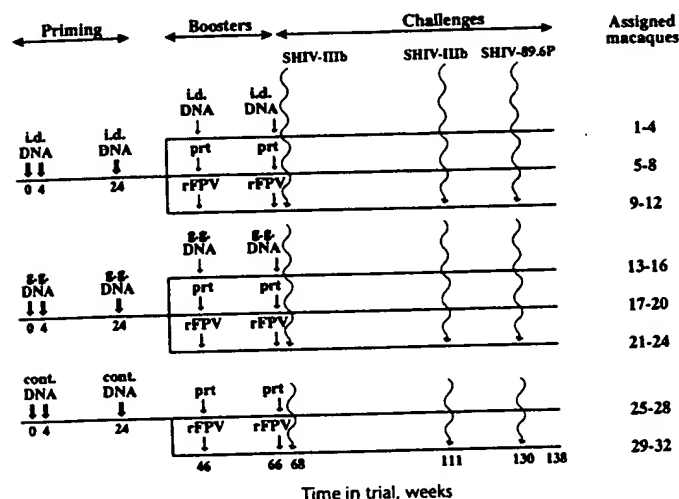 Priming Boosters Challenges Assigned
macaques
SHIV-IIIb SHIV-IIIb SHIV-89.6P
i.d. i.d.
DNA DNA
1-4
i.d. i.d. prt prt
DNA DNA
5-8
0 4 24 rFPV rFPV
9-12
g.g. g.g.
DNA DNA
13-16
g.g. g.g. prt prt
DNA DNA
17-20
0 4 24 rFPV rFPV
21-24
cont. cont.
DNA DNA prt prt
25-28
0 4 24 rFPV rFPV
29-32
46 66 68 111 130 138
Time in trial, weeks